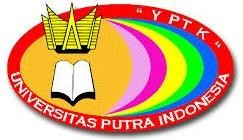 " Y P T K "
UNIVERSITAS PUTRA INDONESIA